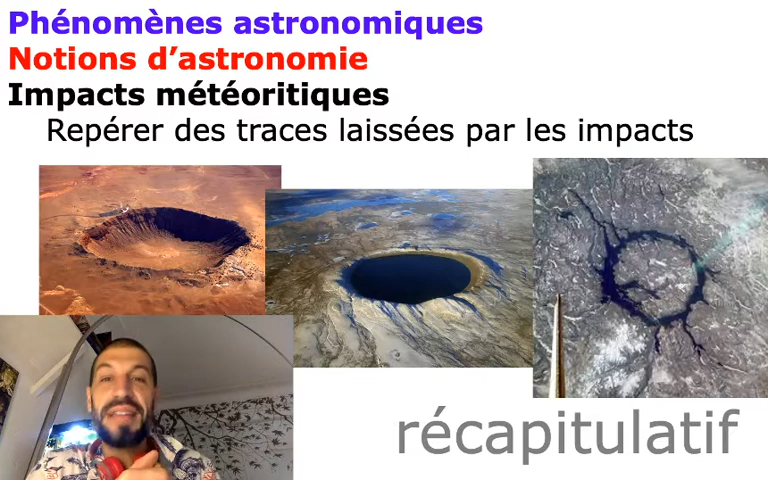 Phénomènes astronomiques
Notions d’astronomie
Impacts météoritiques
Repérer des traces laissées par les impacts
récapitulatif